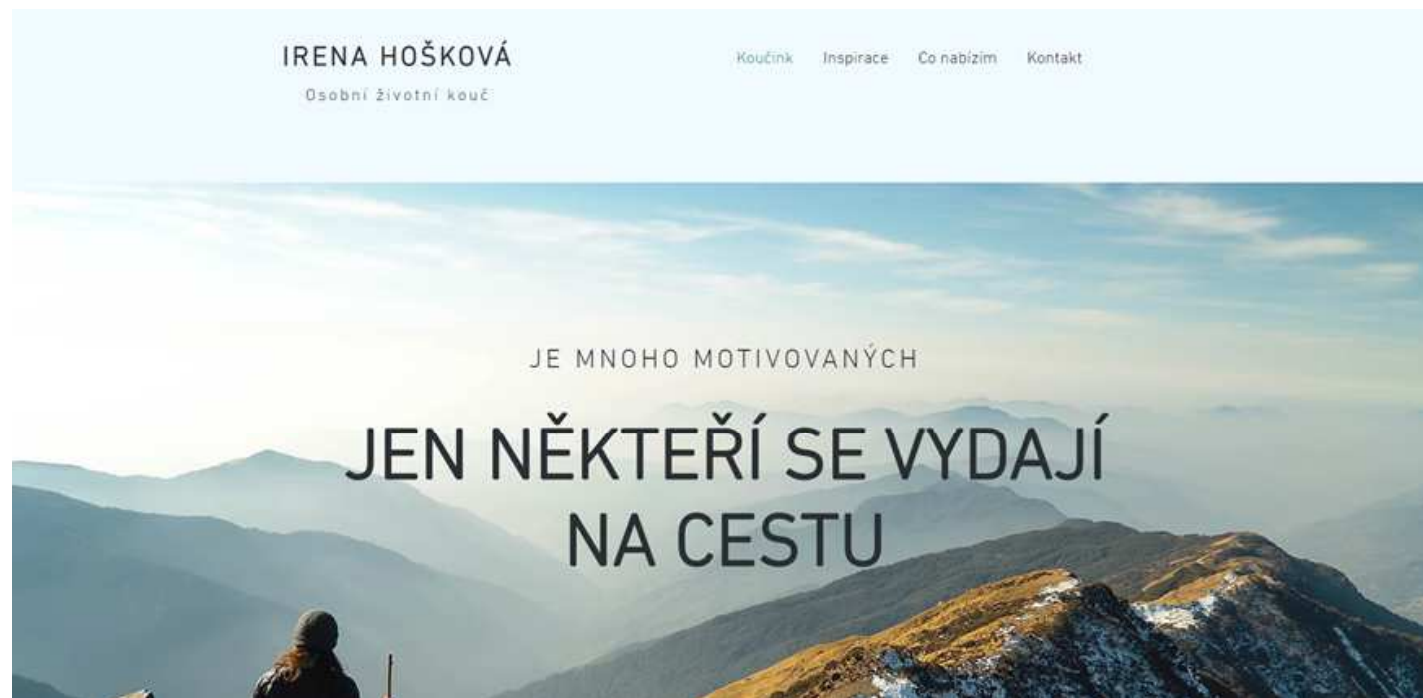 IRENA HOŠKOVÁ
Osobní životní kouč
Koučink Inspirace Co nabízím Kontakt
JE MNOHO MOTIVOVANÝCH
JEN NĚKTEŘÍ SE VYDAJÍ
NA CESTU